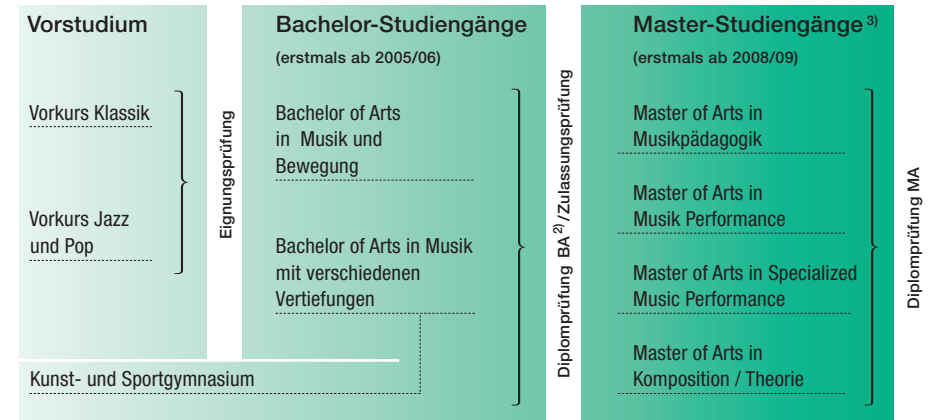 Vorstudium
Vorkurs Klassik
Vorkurs Jazz
und Pop
Kunst- und Sportgymnasium
Eignungsprüfung
Bachelor-Studiengänge
(erstmals ab 2005/06)
Bachelor of Arts
in Musik und
Bewegung
Bachelor of Arts in Musik
mit verschiedenen
Vertiefungen
Diplomprüfung BA 2)/Zulassungsprüfung
Master-Studiengänge 3)
(erstmals ab 2008/09)
Master of Arts in
Musikpädagogik
Master of Arts in
Musik Performance
Master of Arts in Specialized
Music Performance
Master of Arts in
Komposition / Theorie
Diplomprüfung MA